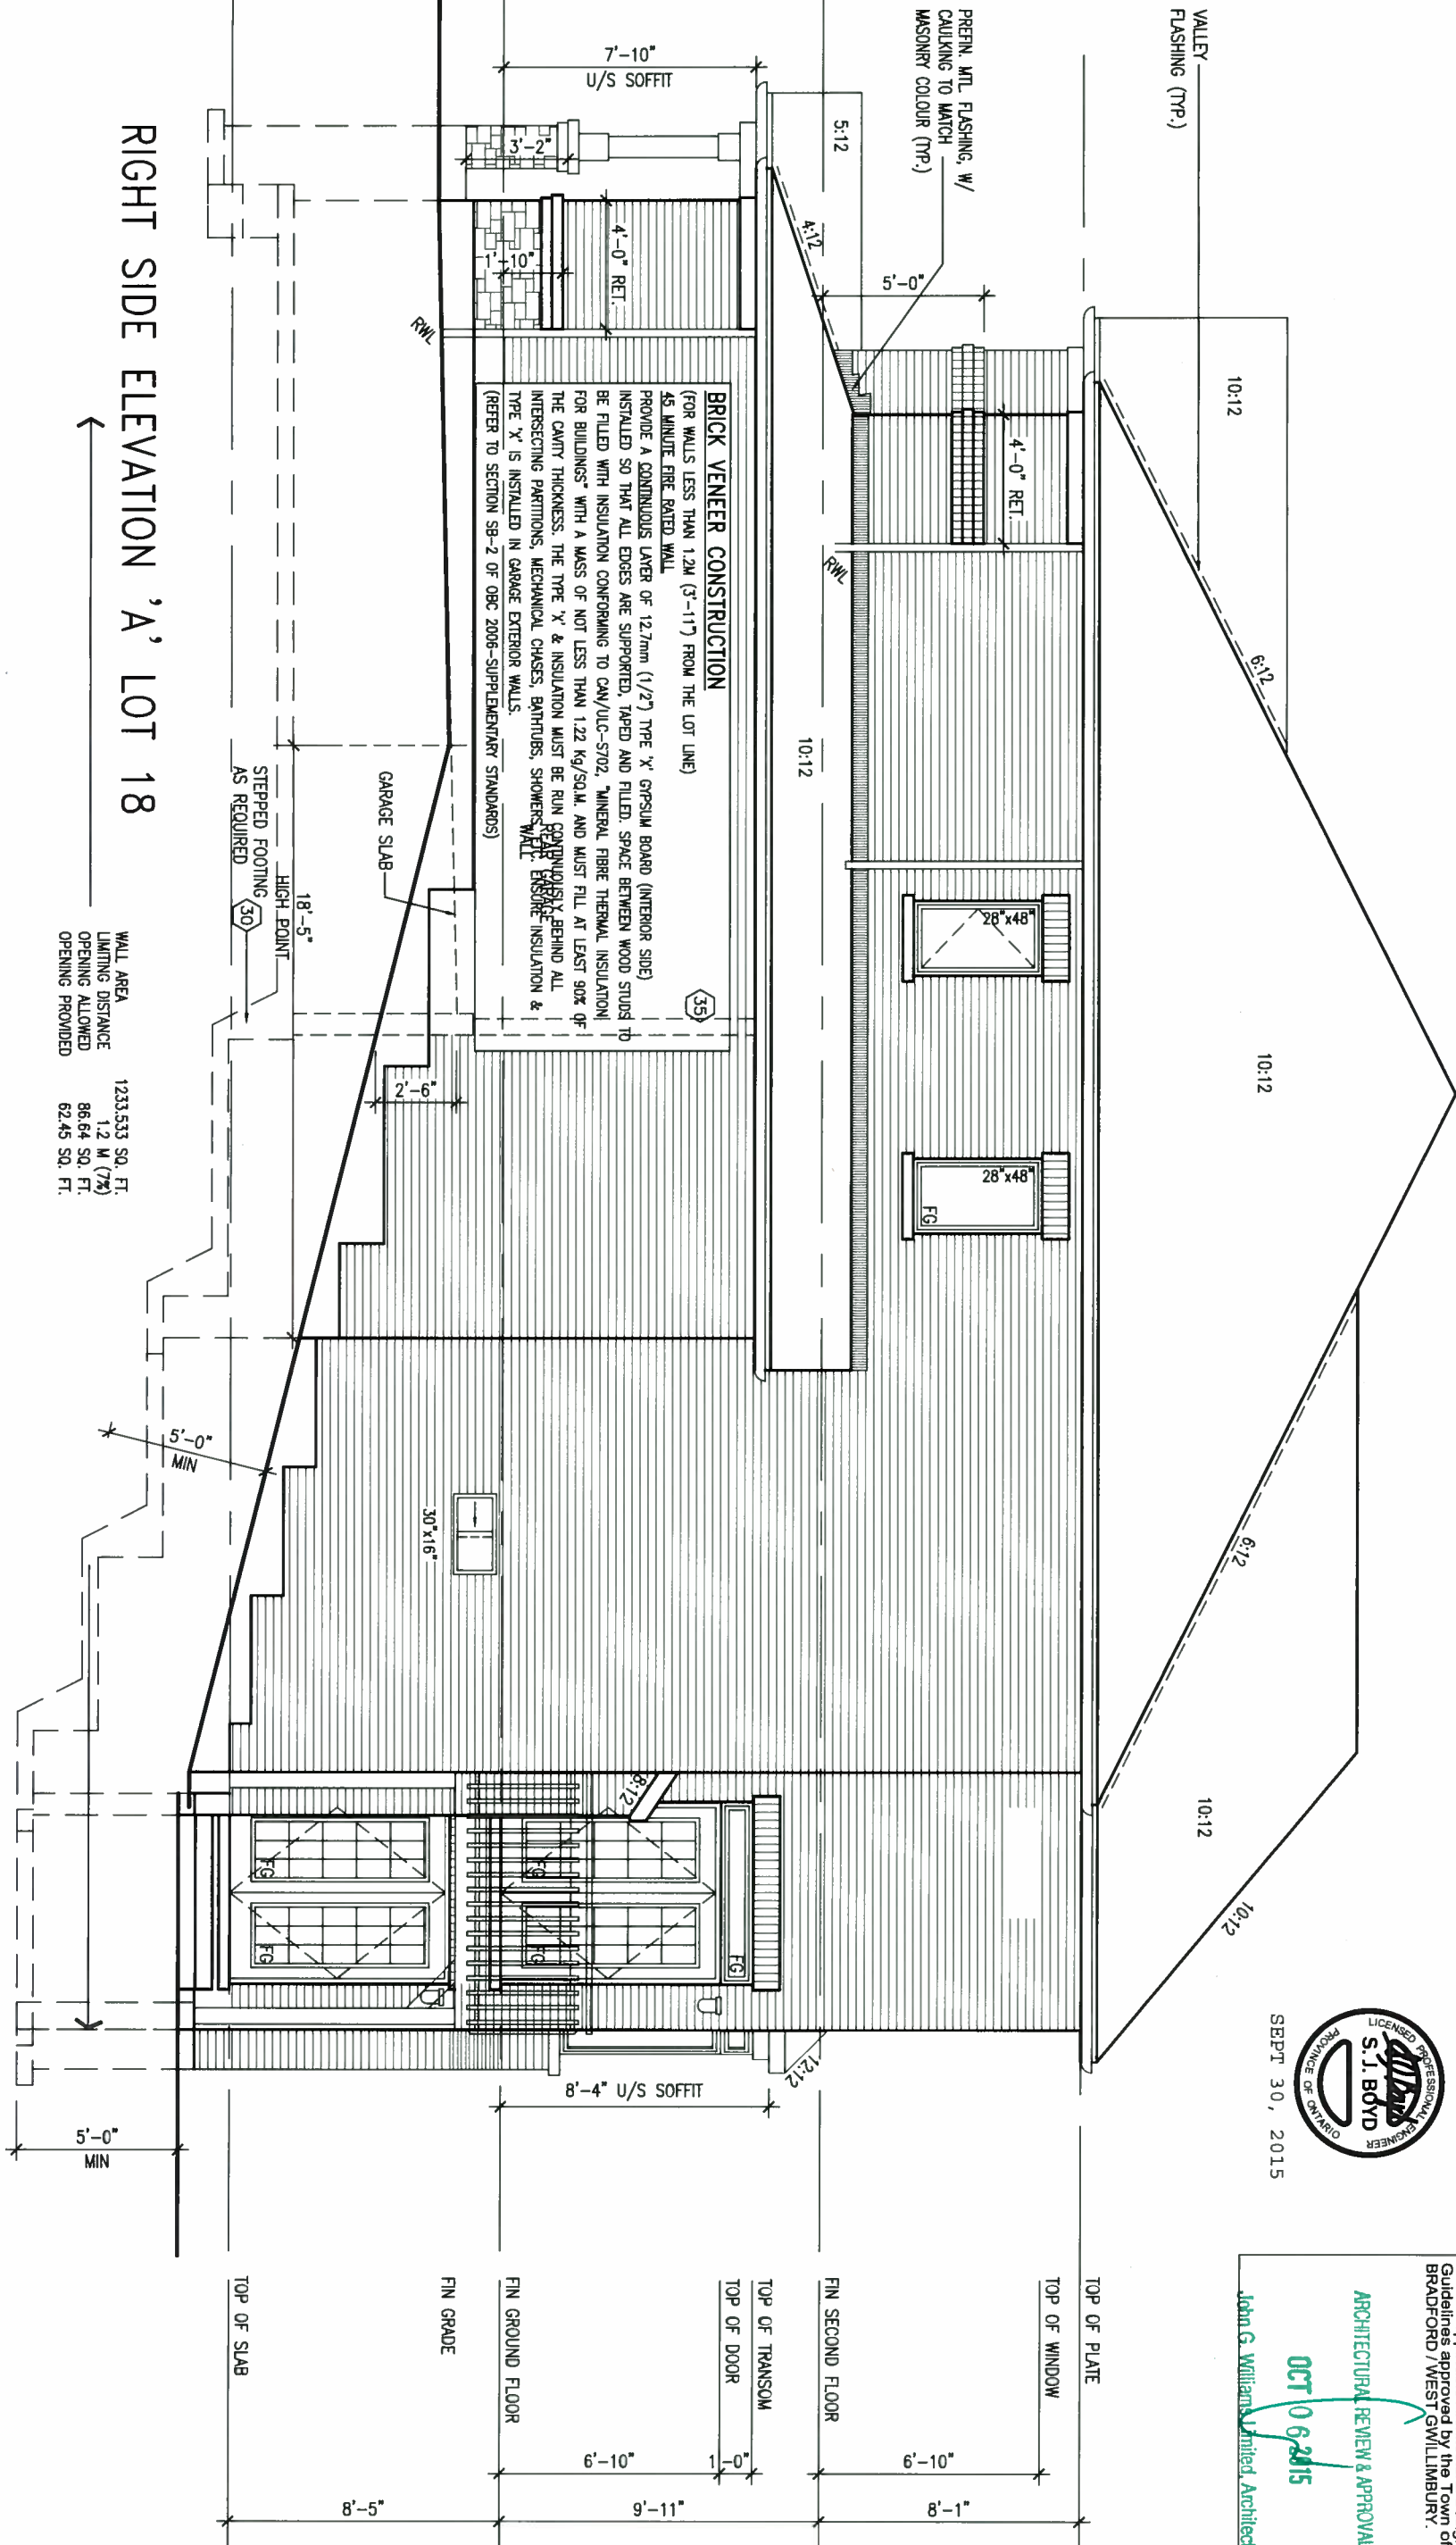 VALLEY
FLASHING (TYP.)
PREFIN. MTL. FLASHING, W/
CAULKING TO MATCH
MASONRY COLOUR (TYP.)
10:12
6:12
10:12
6:12
10:12
10:12
LICENSED PROFESSIONAL ENGINEER
S. J. BOYD
PROVINCE OF ONTARIO
SEPT 30, 2015
Guidelines approved by the Town of
BRADFORD / WEST GWILLIMBURY.
ARCHITECTURAL REVIEW & APPROVAL
OCT 06 2015
John G. Williams Limited, Architect
7'-10"
U/S SOFFIT
5:12
4:12
5'-0"
4'-0" RET.
RWL
10:12
28"x48"
28"x48"
FG
3'-2"
1'-10"
4'-0" RET.
RWL
BRICK VENEER CONSTRUCTION
35
(FOR WALLS LESS THAN 1.2M (3'-11") FROM THE LOT LINE)
45 MINUTE FIRE RATED WALL
PROVIDE A CONTINUOUS LAYER OF 12.7mm (1/2") TYPE 'X' GYPSUM BOARD (INTERIOR SIDE)
INSTALLED SO THAT ALL EDGES ARE SUPPORTED, TAPED AND FILLED. SPACE BETWEEN WOOD STUDS TO
BE FILLED WITH INSULATION CONFORMING TO CAN/ULC-S702, "MINERAL FIBRE THERMAL INSULATION
FOR BUILDINGS" WITH A MASS OF NOT LESS THAN 1.22 Kg/SQ.M. AND MUST FILL AT LEAST 90% OF
THE CAVITY THICKNESS. THE TYPE 'X' & INSULATION MUST BE RUN CONTINUOUSLY BEHIND ALL
INTERSECTING PARTITIONS, MECHANICAL CHASES, BATHTUBS, SHOWERS, ETC. ENSURE INSULATION &
TYPE 'X' IS INSTALLED IN GARAGE EXTERIOR WALLS.
(REFER TO SECTION SB-2 OF OBC 2006-SUPPLEMENTARY STANDARDS)
REAR GARAGE
WALL
GARAGE SLAB
2'-6"
18'-5"
HIGH POINT
STEPPED FOOTING
AS REQUIRED
30
5'-0"
MIN
30"x16"
8:12
12:12
FG
FG
FG
FG
FG
8'-4" U/S SOFFIT
5'-0"
MIN
TOP OF PLATE
TOP OF WINDOW
FIN SECOND FLOOR
TOP OF TRANSOM
TOP OF DOOR
FIN GROUND FLOOR
FIN GRADE
TOP OF SLAB
6'-10"
1'-0"
6'-10"
8'-1"
9'-11"
8'-5"
RIGHT SIDE ELEVATION 'A' LOT 18
WALL AREA 1233.533 SQ. FT.
LIMITING DISTANCE 1.2 M (7%)
OPENING ALLOWED 86.64 SQ. FT.
OPENING PROVIDED 62.45 SQ. FT.